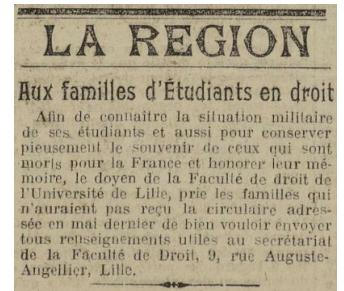 LA REGION
Aux familles d'Étudiants en droit
Afin de connaître la situation militaire
de ses étudiants et aussi pour conserver
pieusement le souvenir de ceux qui sont
morts pour la France et honorer leur mé-
moire, le doyen de la Faculté de droit de
l'Université de Lille, prie les familles qui
n'auraient pas reçu la circulaire adres-
sée en mai dernier de bien vouloir envoyer
tous renseignements utiles au secrétariat
de la Faculté de Droit, 9, rue Auguste-
Angellier, Lille.